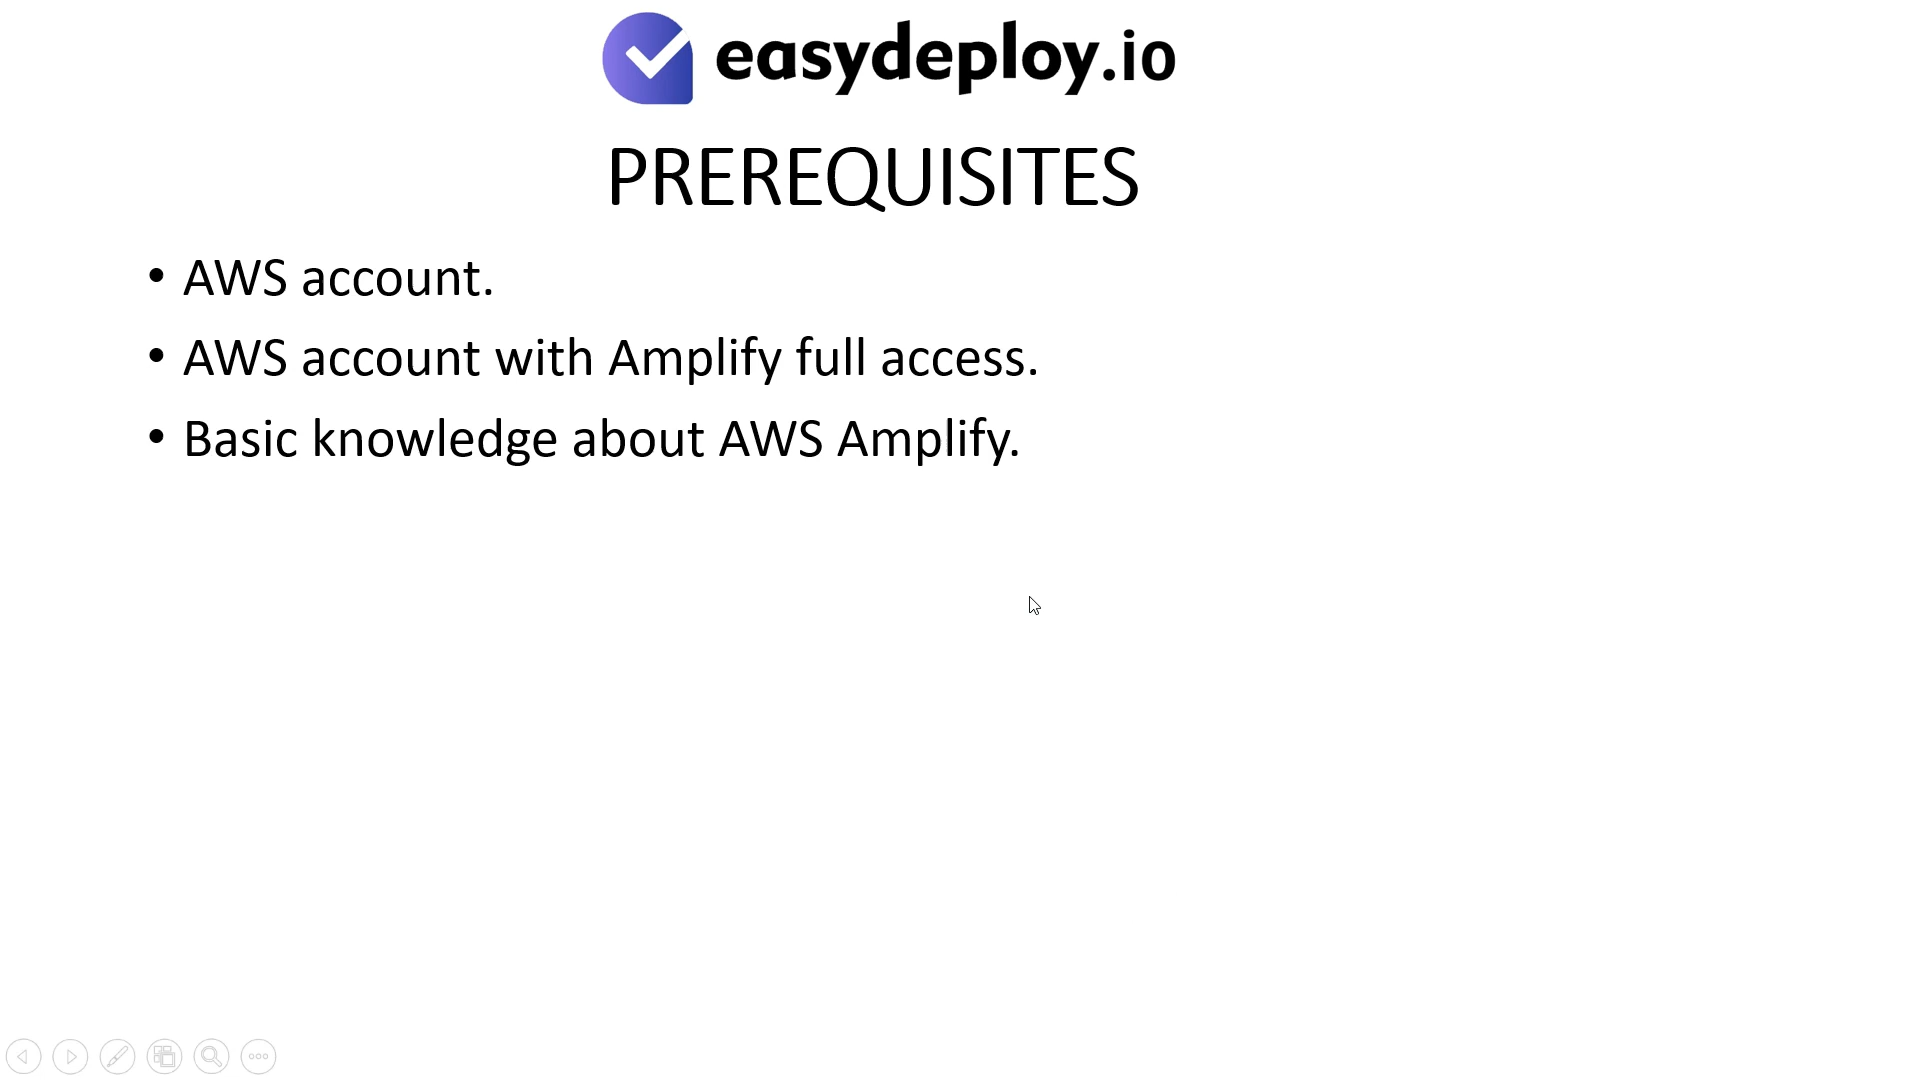 easydeploy.io
PREREQUISITES
• AWS account.
• AWS account with Amplify full access.
• Basic knowledge about AWS Amplify.